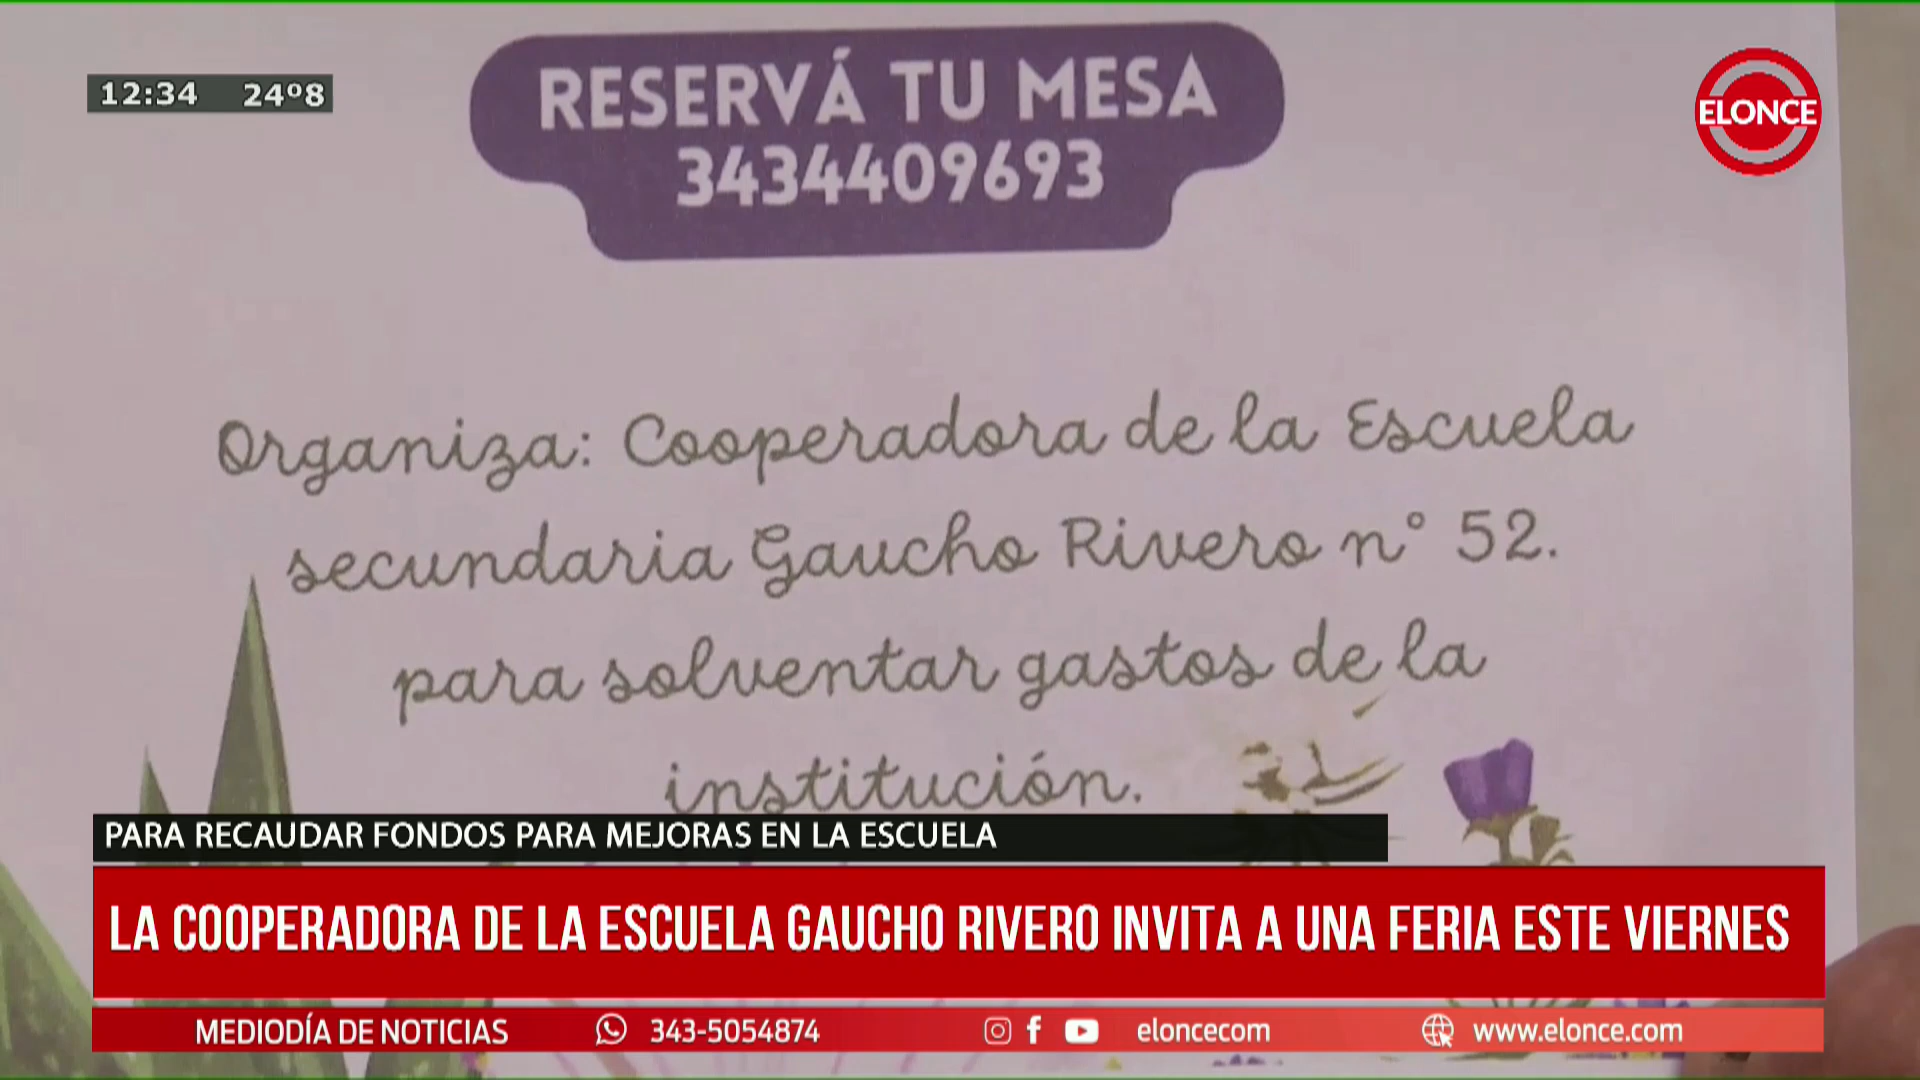 12:34 24º8
RESERVÁ TU MESA
3434409693
ELONCE
Organiza: Cooperadora de la Escuela
secundaria Gaucho Rivero n° 52.
para solventar gastos de la
institución.
PARA RECAUDAR FONDOS PARA MEJORAS EN LA ESCUELA
LA COOPERADORA DE LA ESCUELA GAUCHO RIVERO INVITA A UNA FERIA ESTE VIERNES
MEDIODÍA DE NOTICIAS 343-5054874 eloncecom www.elonce.com